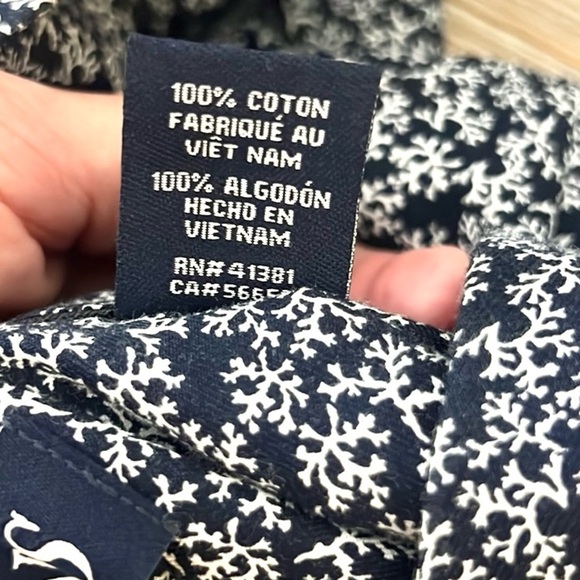 100% COTON
FABRIQUÉ AU
VIÊT NAM
100% ALGODÓN
HECHO EN
VIETNAM
RN# 41381